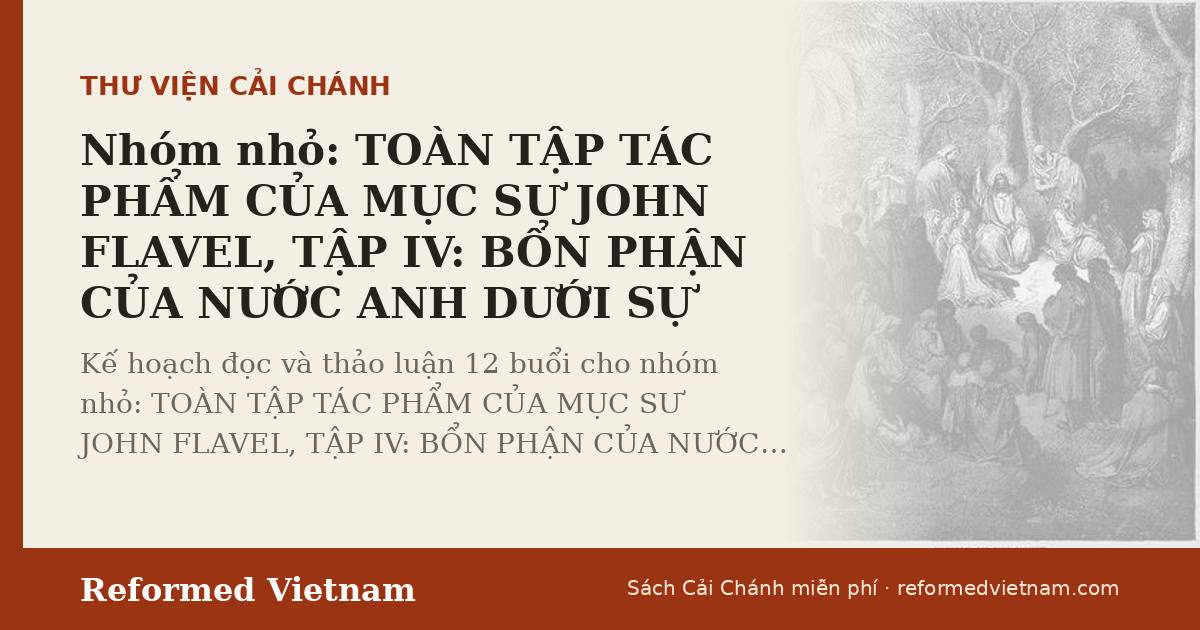 THƯ VIỆN CẢI CHÁNH
Nhóm nhỏ: TOÀN TẬP TÁC
PHẨM CỦA MỤC SƯ JOHN
FLAVEL, TẬP IV: BỔN PHẬN
CỦA NƯỚC ANH DƯỚI SỰ
Kế hoạch đọc và thảo luận 12 buổi cho nhóm
nhỏ: TOÀN TẬP TÁC PHẨM CỦA MỤC SƯ
JOHN FLAVEL, TẬP IV: BỔN PHẬN CỦA NƯỚC...
Reformed Vietnam
Sách Cải Chánh miễn phí · reformedvietnam.com